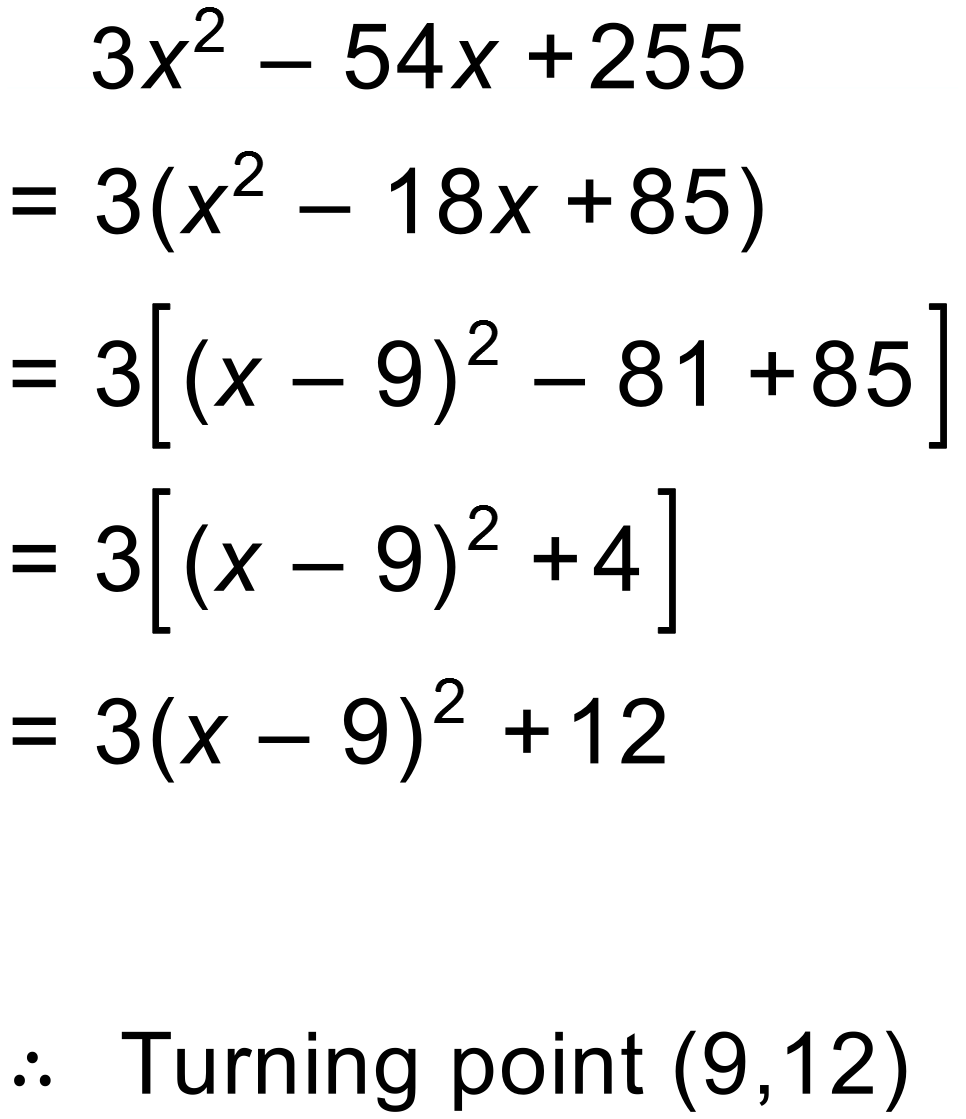 3x² – 54x + 255
= 3(x² – 18x + 85)
= 3[(x – 9)² – 81 + 85]
= 3[(x – 9)² + 4]
= 3(x – 9)² + 12
∴ Turning point (9,12)